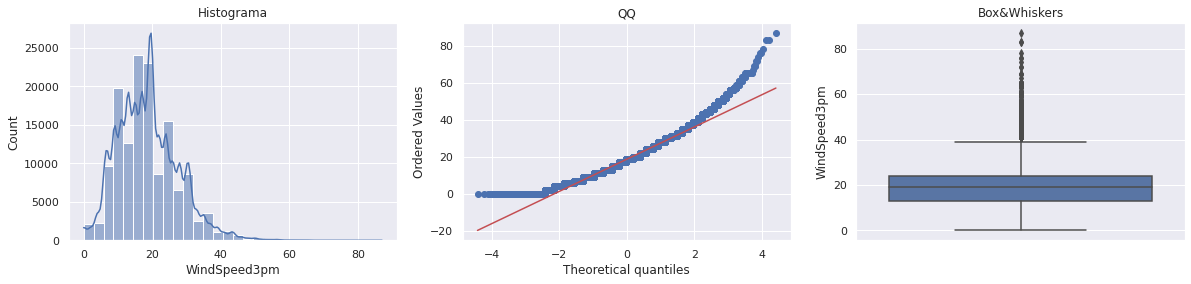 Histograma
25000
20000
15000
10000
5000
0
Count
0 20 40 60 80
WindSpeed3pm
QQ
80
60
40
20
0
−20
Ordered Values
−4 −2 0 2 4
Theoretical quantiles
Box&Whiskers
80
60
40
20
0
WindSpeed3pm